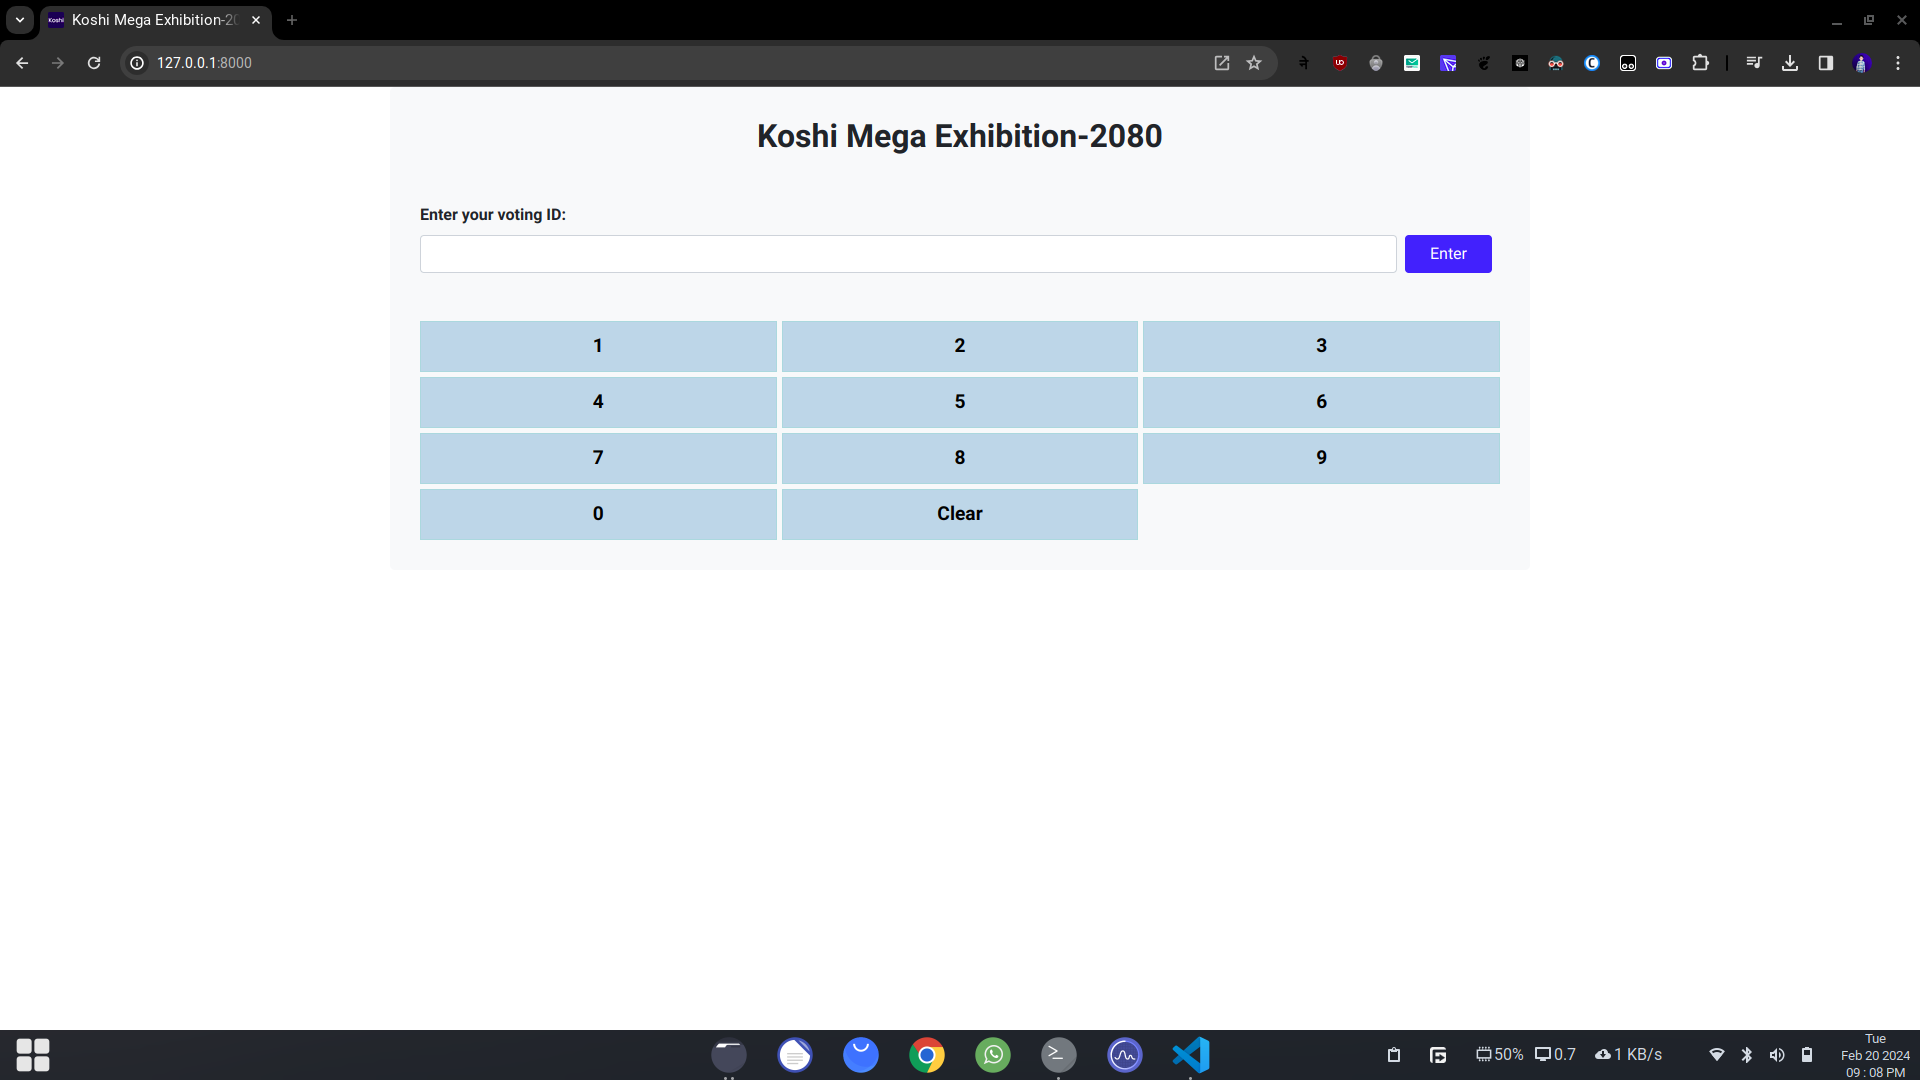 Koshi Mega Exhibition-20
127.0.0.1:8000
Koshi Mega Exhibition-2080
Enter your voting ID:
Enter
1 2 3
4 5 6
7 8 9
0 Clear
50% 0.7 1 KB/s
Tue
Feb 20 2024
09 : 08 PM